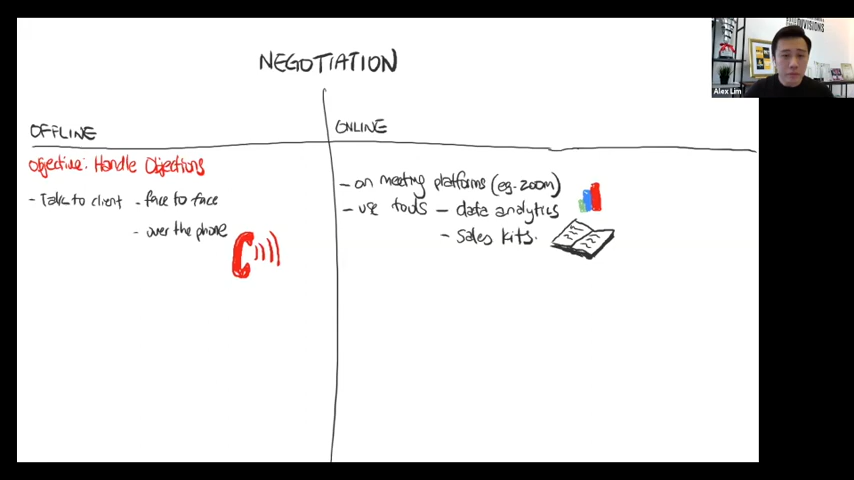 NEGOTIATION
OFFLINE
ONLINE
Objective: Handle Objections
- Talk to client - face to face
- over the phone
- on meeting platforms (eg. zoom)
- use tools - data analytics
- Sales kits.
DIVISIONS
Alex Lim